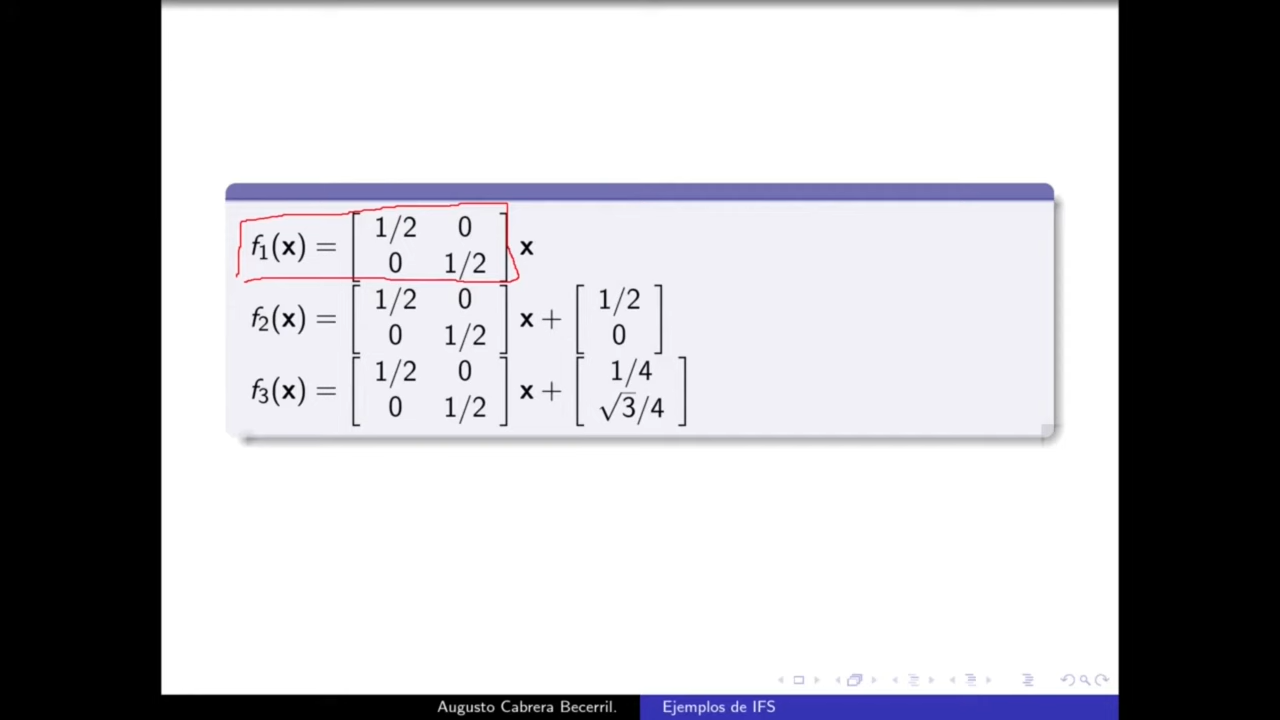 f₁(x) = [ 1/2 0 ; 0 1/2 ] x
f₂(x) = [ 1/2 0 ; 0 1/2 ] x + [ 1/2 ; 0 ]
f₃(x) = [ 1/2 0 ; 0 1/2 ] x + [ 1/4 ; √3/4 ]
Augusto Cabrera Becerril. Ejemplos de IFS